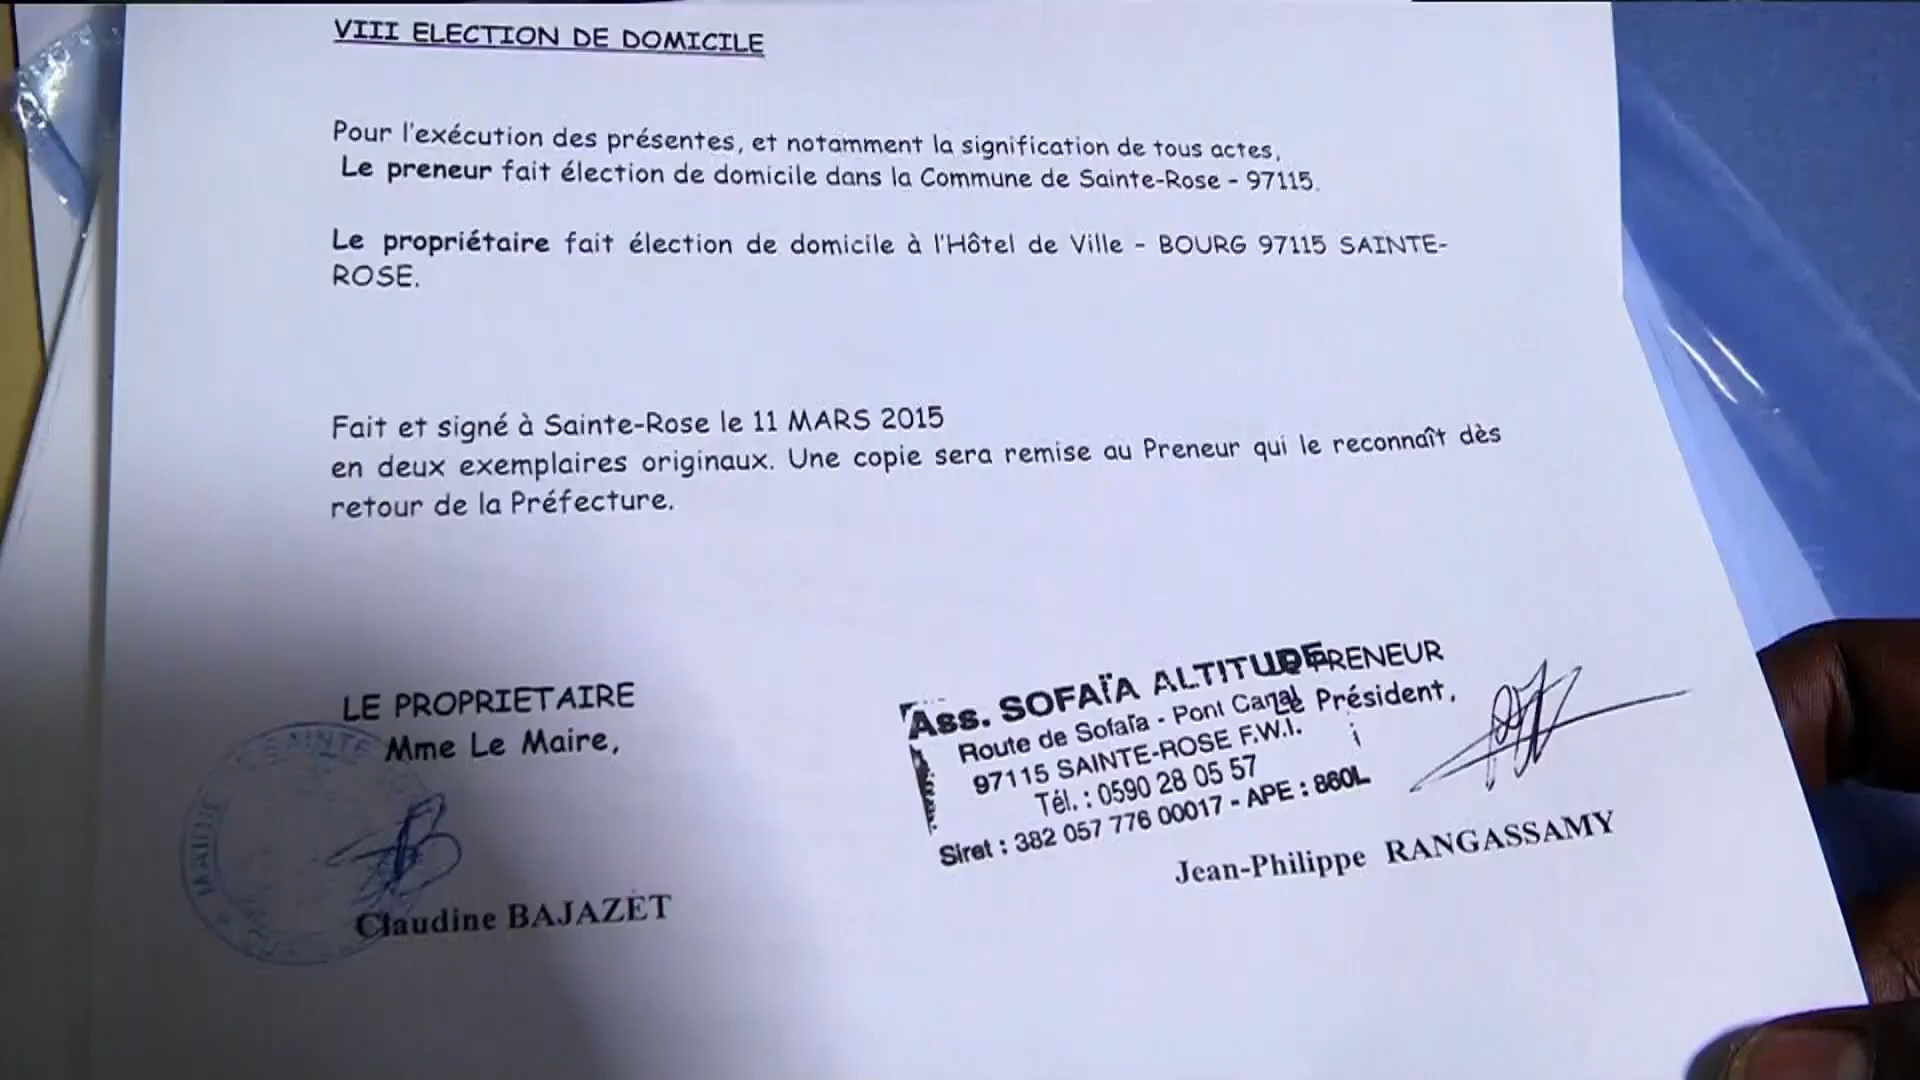 VIII ELECTION DE DOMICILE
Pour l'exécution des présentes, et notamment la signification de tous actes,
Le preneur fait élection de domicile dans la Commune de Sainte-Rose - 97115.
Le propriétaire fait élection de domicile à l'Hôtel de Ville - BOURG 97115 SAINTE-
ROSE.
Fait et signé à Sainte-Rose le 11 MARS 2015
en deux exemplaires originaux. Une copie sera remise au Preneur qui le reconnaît dès
retour de la Préfecture.
LE PROPRIETAIRE
Mme Le Maire,
MAIRIE SAINTE
Claudine BAJAZET
PRENEUR
Président,
Ass. SOFAÏA ALTITUDE
Route de Sofaïa - Pont Canal
97115 SAINTE-ROSE F.W.I.
Tél. : 0590 28 05 57
Siret : 382 057 776 00017 - APE : 860L
Jean-Philippe RANGASSAMY